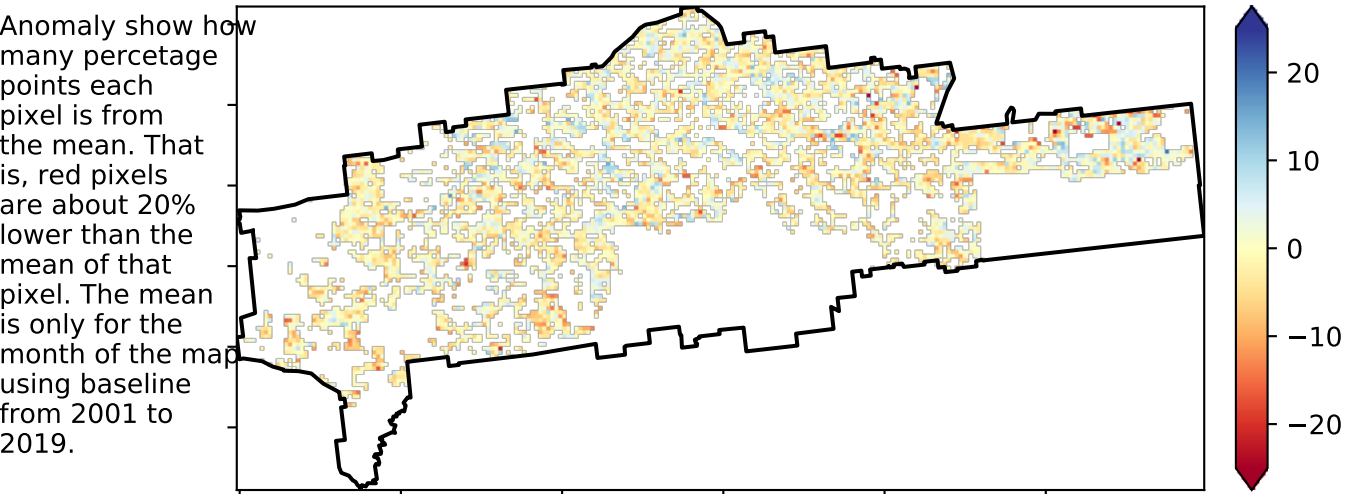 Anomaly show how
many percetage
points each
pixel is from
the mean. That
is, red pixels
are about 20%
lower than the
mean of that
pixel. The mean
is only for the
month of the map
using baseline
from 2001 to
2019.
20
10
0
−10
−20